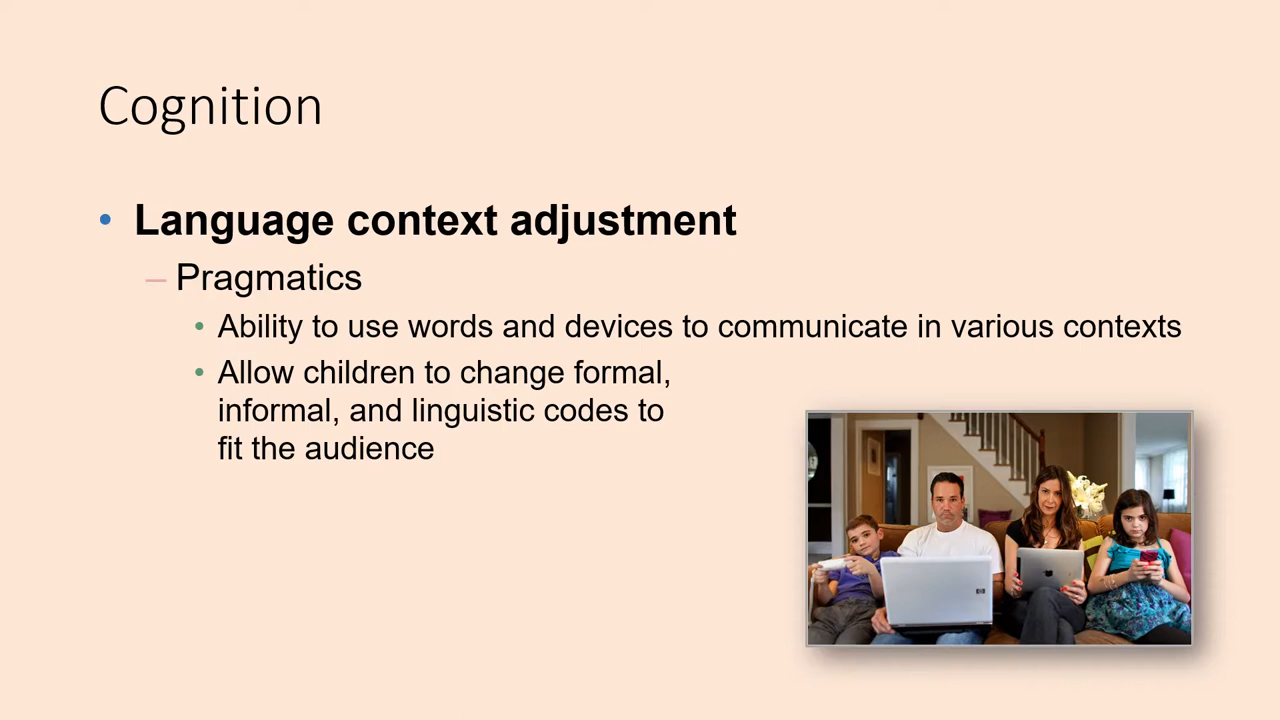 Cognition
• Language context adjustment
– Pragmatics
• Ability to use words and devices to communicate in various contexts
• Allow children to change formal,
informal, and linguistic codes to
fit the audience